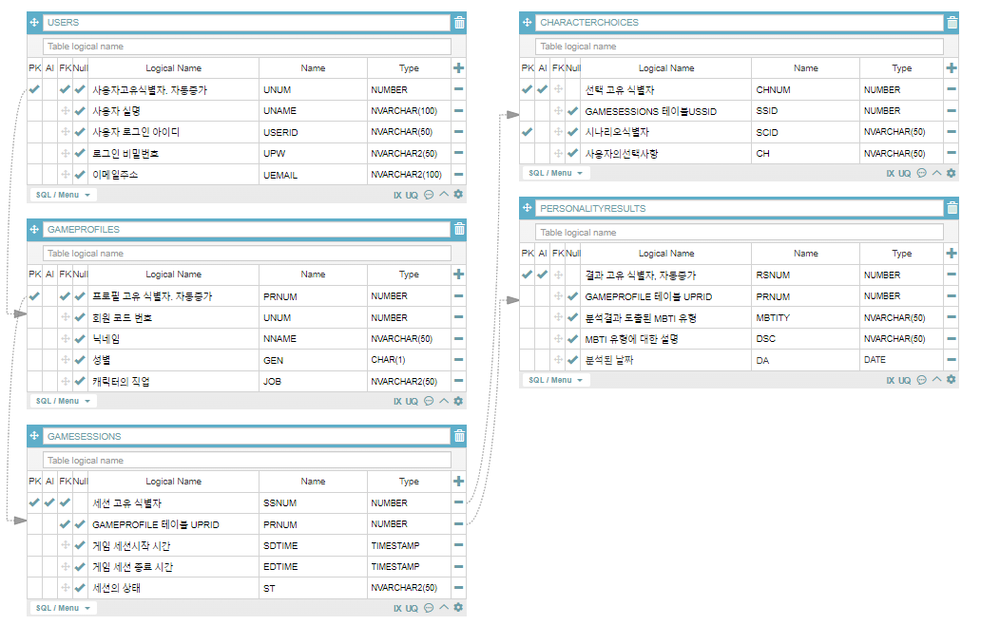 USERS
Table logical name
PK AI FK Null Logical Name Name Type
사용자고유식별자. 자동증가 UNUM NUMBER
사용자 실명 UNAME NVARCHAR(100)
사용자 로그인 아이디 USERID NVARCHAR(50)
로그인 비밀번호 UPW NVARCHAR2(50)
이메일주소 UEMAIL NVARCHAR2(100)
SQL / Menu IX UQ
GAMEPROFILES
Table logical name
PK AI FK Null Logical Name Name Type
프로필 고유 식별자. 자동증가 PRNUM NUMBER
회원 코드 번호 UNUM NUMBER
닉네임 NNAME NVARCHAR(50)
성별 GEN CHAR(1)
캐릭터의 직업 JOB NVARCHAR2(50)
SQL / Menu IX UQ
GAMESESSIONS
Table logical name
PK AI FK Null Logical Name Name Type
세션 고유 식별자 SSNUM NUMBER
GAMEPROFILE 테이블 UPRID PRNUM NUMBER
게임 세션시작 시간 SDTIME TIMESTAMP
게임 세션 종료 시간 EDTIME TIMESTAMP
세션의 상태 ST NVARCHAR2(50)
SQL / Menu IX UQ
CHARACTERCHOICES
Table logical name
PK AI FK Null Logical Name Name Type
선택 고유 식별자 CHNUM NUMBER
GAMESESSIONS 테이블USSID SSID NUMBER
시나리오식별자 SCID NVARCHAR(50)
사용자의선택사항 CH NVARCHAR(50)
SQL / Menu IX UQ
PERSONALITYRESULTS
Table logical name
PK AI FK Null Logical Name Name Type
결과 고유 식별자, 자동증가 RSNUM NUMBER
GAMEPROFILE 테이블 UPRID PRNUM NUMBER
분석결과 도출된 MBTI 유형 MBTITY NVARCHAR(50)
MBTI 유형에 대한 설명 DSC NVARCHAR(50)
분석된 날짜 DA DATE
SQL / Menu IX UQ